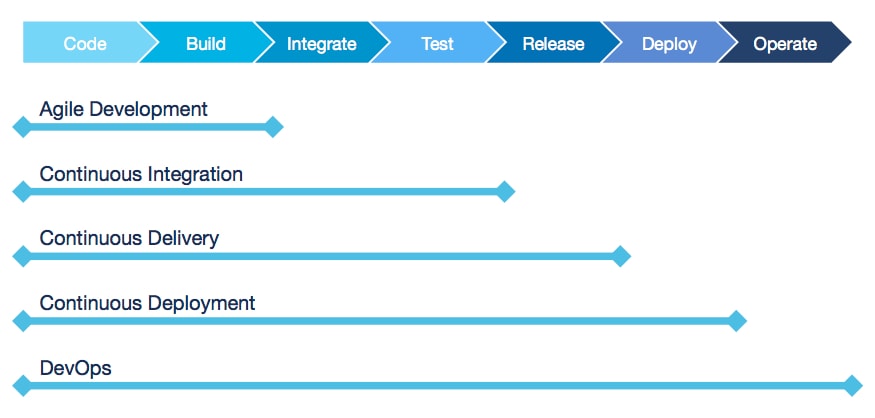 Code Build Integrate Test Release Deploy Operate
Agile Development
Continuous Integration
Continuous Delivery
Continuous Deployment
DevOps